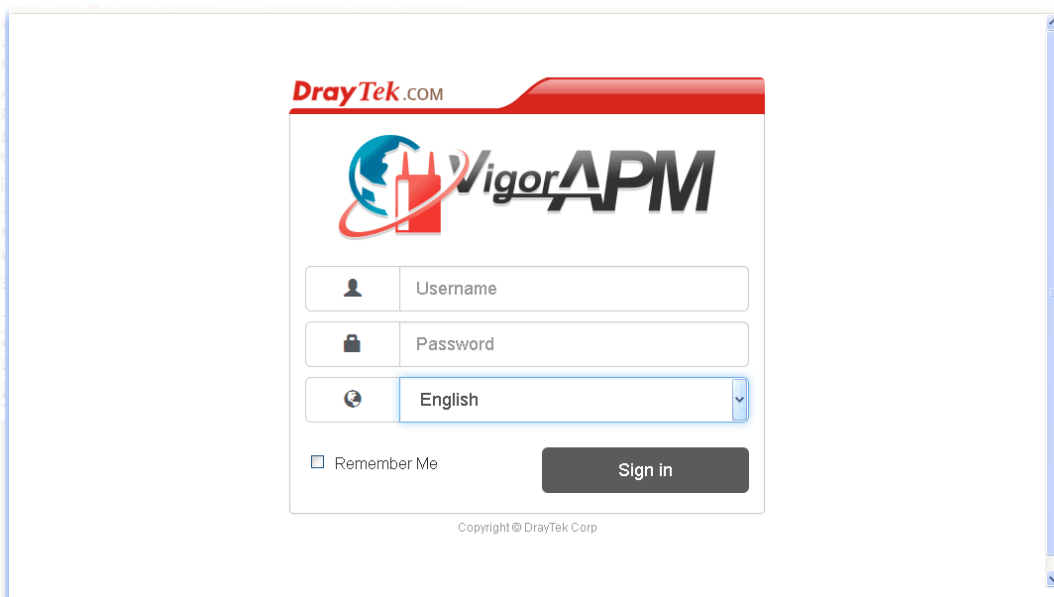 DrayTek.COM
VigorAPM
Username
Password
English
Remember Me
Sign in
Copyright © DrayTek Corp